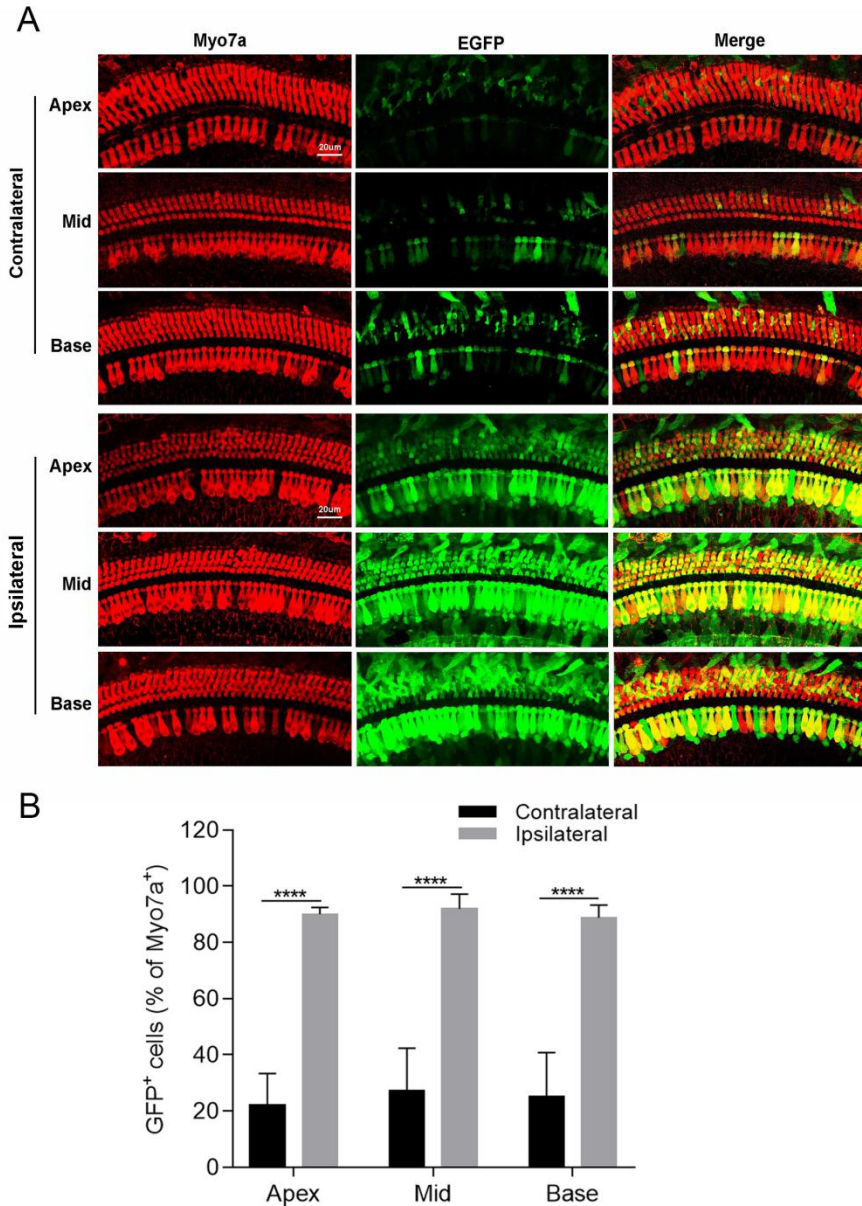 A
Myo7a EGFP Merge
Contralateral
Apex
20um
Mid
Base
Ipsilateral
Apex
20um
Mid
Base
B
Contralateral
Ipsilateral
GFP⁺ cells (% of Myo7a⁺)
120
100
80
60
40
20
0
**** **** ****
Apex Mid Base